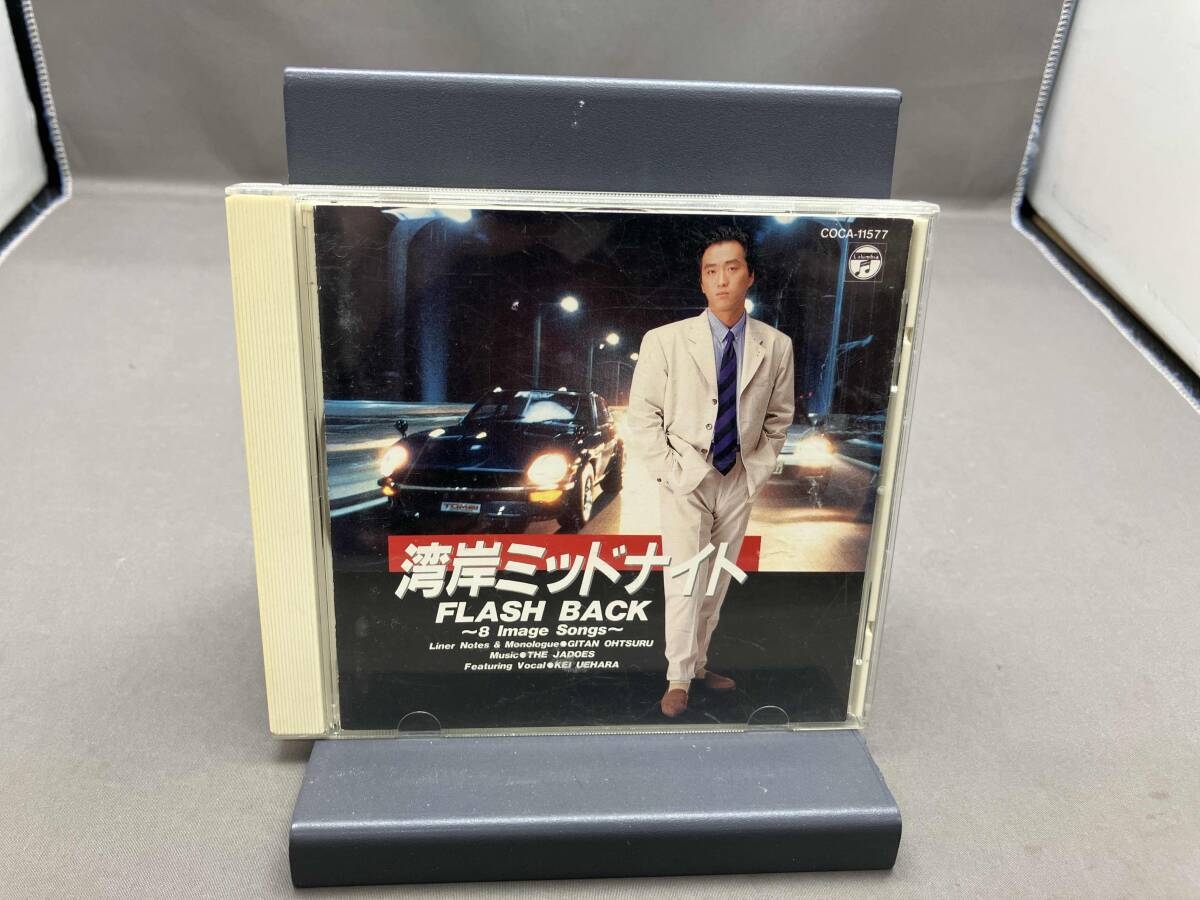 COCA-11577
Columbia
湾岸ミッドナイト
FLASH BACK
~8 Image Songs~
Liner Notes & Monologue●GITAN OHTSURU
Music●THE JADOES
Featuring Vocal●KEI UEHARA